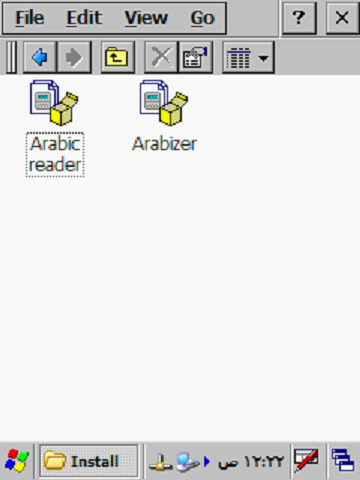 File Edit View Go ?
Arabic
reader
Arabizer
Install
١٢:٢٢ ص